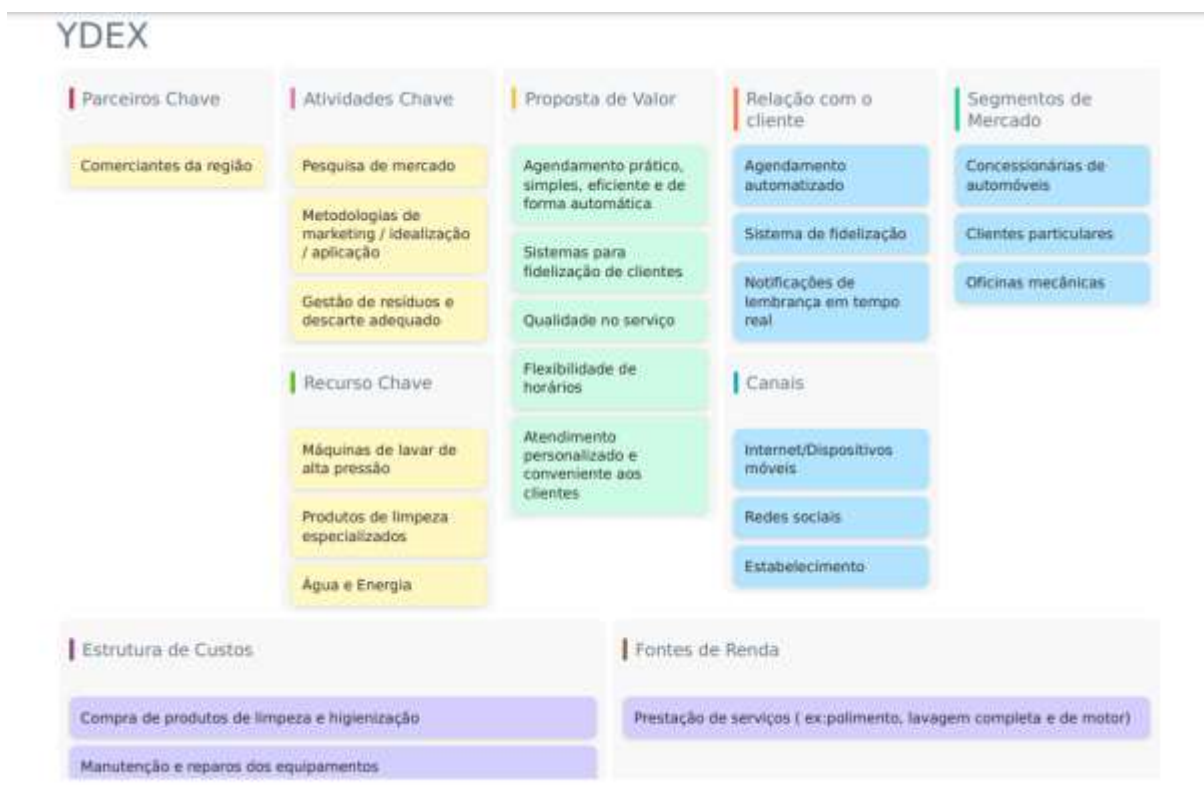 YDEX
Parceiros Chave
Comerciantes da região
Atividades Chave
Pesquisa de mercado
Metodologias de
marketing / idealização
/ aplicação
Gestão de resíduos e
descarte adequado
Recurso Chave
Máquinas de lavar de
alta pressão
Produtos de limpeza
especializados
Água e Energia
Proposta de Valor
Agendamento prático,
simples, eficiente e de
forma automática
Sistemas para
fidelização de clientes
Qualidade no serviço
Flexibilidade de
horários
Atendimento
personalizado e
conveniente aos
clientes
Relação com o
cliente
Agendamento
automatizado
Sistema de fidelização
Notificações de
lembrança em tempo
real
Canais
Internet/Dispositivos
móveis
Redes sociais
Estabelecimento
Segmentos de
Mercado
Concessionárias de
automóveis
Clientes particulares
Oficinas mecânicas
Estrutura de Custos
Compra de produtos de limpeza e higienização
Manutenção e reparos dos equipamentos
Fontes de Renda
Prestação de serviços ( ex:polimento, lavagem completa e de motor)